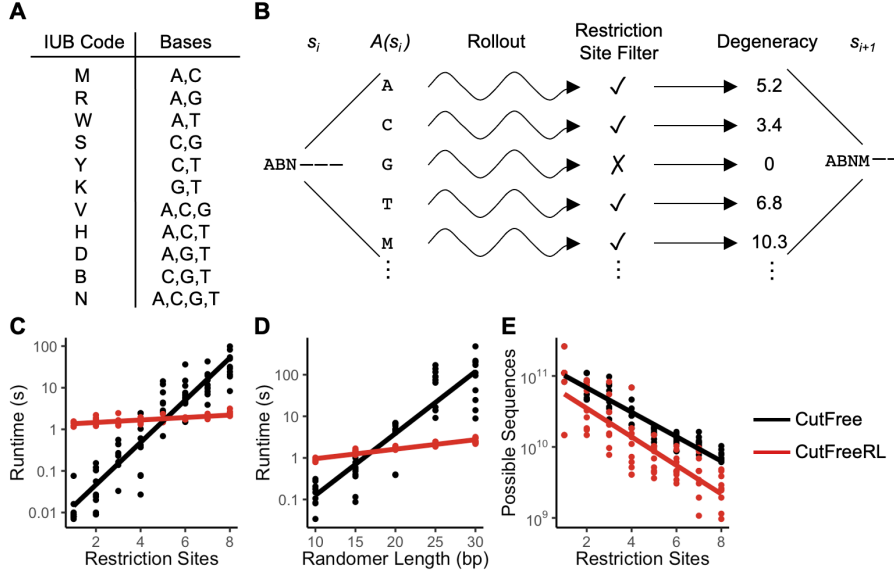 A
IUB Code Bases
M A,C
R A,G
W A,T
S C,G
Y C,T
K G,T
V A,C,G
H A,C,T
D A,G,T
B C,G,T
N A,C,G,T
B
si A(si) Rollout Restriction Site Filter Degeneracy si+1
A ✓ 5.2
C ✓ 3.4
ABN––– G ✗ 0 ABNM––
T ✓ 6.8
M ✓ 10.3
⋮ ⋮ ⋮
C
Runtime (s)
100
10
1
0.1
0.01
2 4 6 8
Restriction Sites
D
Runtime (s)
100
10
1
0.1
10 15 20 25 30
Randomer Length (bp)
E
Possible Sequences
10^11
10^10
10^9
2 4 6 8
Restriction Sites
CutFree
CutFreeRL